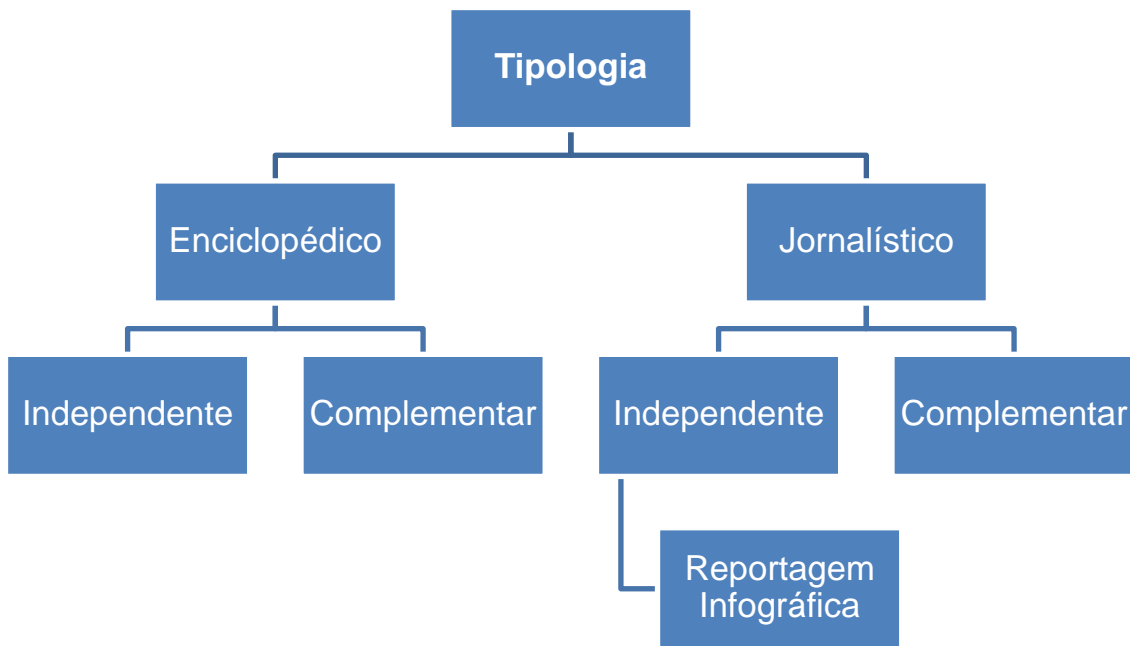 Tipologia
Enciclopédico
Jornalístico
Independente
Complementar
Independente
Complementar
Reportagem
Infográfica